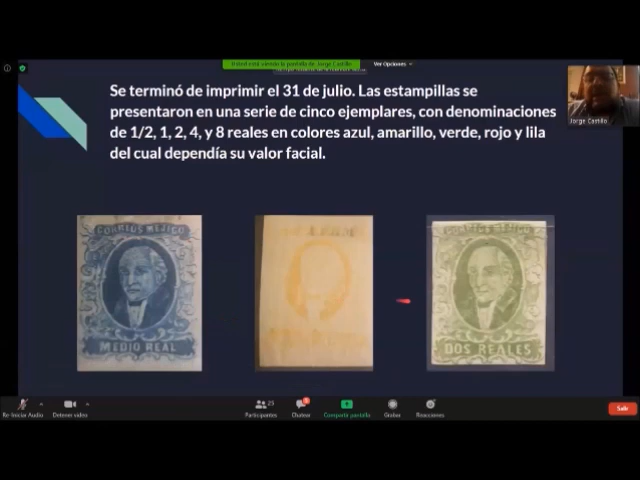 Usted está viendo la pantalla de Jorge Castillo
Ver Opciones
Se terminó de imprimir el 31 de julio. Las estampillas se
presentaron en una serie de cinco ejemplares, con denominaciones
de 1/2, 1, 2, 4, y 8 reales en colores azul, amarillo, verde, rojo y lila
del cual dependía su valor facial.
Jorge Castillo
CORREOS MEJICO
MEDIO REAL
CORREOS MEJICO
DOS REALES
Re-Iniciar Audio
Detener video
Participantes
25
Chatear
Compartir pantalla
Grabar
Reacciones
Salir